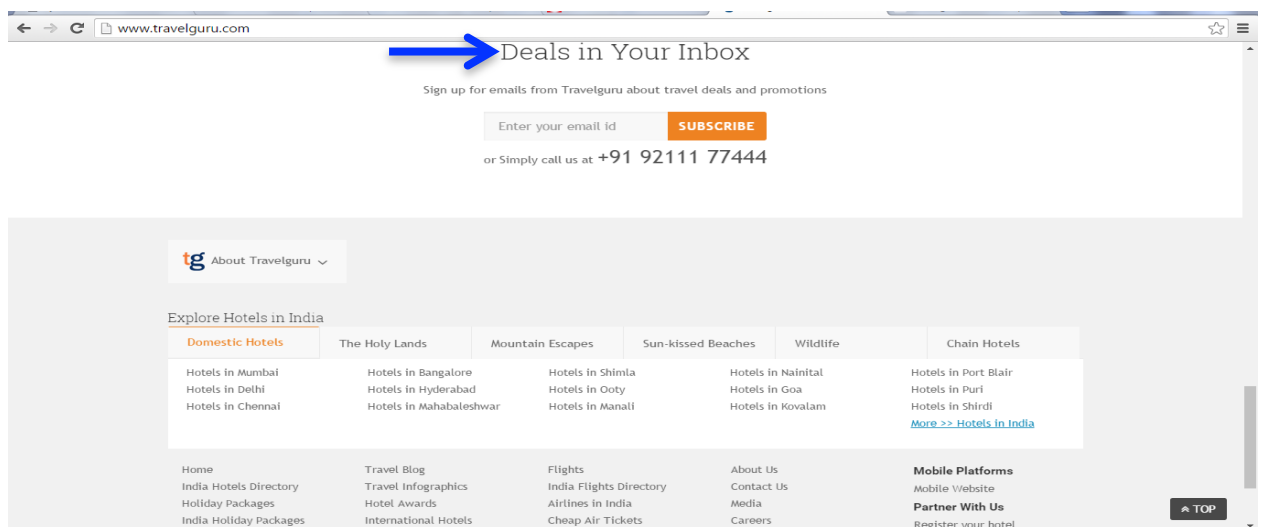 www.travelguru.com
Deals in Your Inbox
Sign up for emails from Travelguru about travel deals and promotions
Enter your email id SUBSCRIBE
or Simply call us at +91 92111 77444
tg About Travelguru
Explore Hotels in India
Domestic Hotels The Holy Lands Mountain Escapes Sun-kissed Beaches Wildlife Chain Hotels
Hotels in Mumbai Hotels in Bangalore Hotels in Shimla Hotels in Nainital Hotels in Port Blair
Hotels in Delhi Hotels in Hyderabad Hotels in Ooty Hotels in Goa Hotels in Puri
Hotels in Chennai Hotels in Mahabaleshwar Hotels in Manali Hotels in Kovalam Hotels in Shirdi
More >> Hotels in India
Home Travel Blog Flights About Us Mobile Platforms
India Hotels Directory Travel Infographics India Flights Directory Contact Us Mobile Website
Holiday Packages Hotel Awards Airlines in India Media Partner With Us
India Holiday Packages International Hotels Cheap Air Tickets Careers Register your hotel
TOP